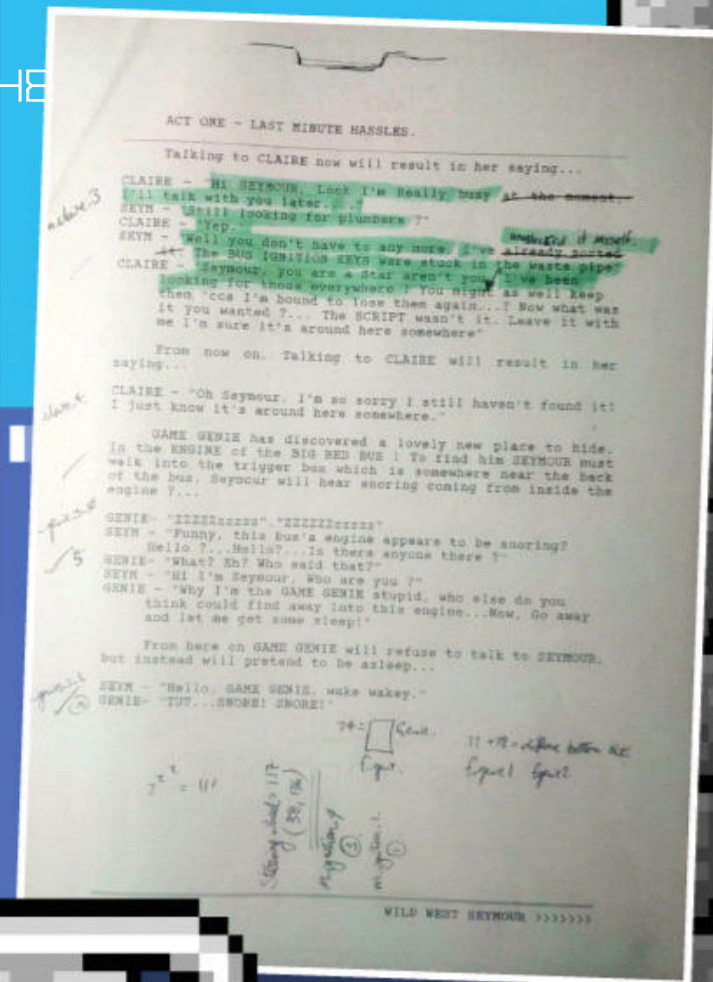 ACT ONE - LAST MINUTE HASSLES.
Talking to CLAIRE now will result in her saying...
CLAIRE - "Hi SEYMOUR, Look I'm Really busy at the moment.
I'll talk with you later...."
SEYM - "Still looking for plumbers ?"
CLAIRE - "Yep."
SEYM - "Well you don't have to any more, I've already sorted
it. The BUS IGNITION KEYS were stuck in the waste pipe"
CLAIRE - "Seymour, you are a Star aren't you, I've been
looking for those everywhere ! You might as well keep
them 'cos I'm bound to lose them again...? Now what was
it you wanted ?... The SCRIPT wasn't it. Leave it with
me I'm sure it's around here somewhere"
From now on, Talking to CLAIRE will result in her
saying...
CLAIRE - "Oh Seymour, I'm so sorry I still haven't found it!
I just know it's around here somewhere."
GAME GENIE has discovered a lovely new place to hide.
In the ENGINE of the BIG RED BUS ! To find him SEYMOUR must
walk into the trigger box which is somewhere near the back
of the bus. Seymour will hear snoring coming from inside the
engine ?...
GENIE- "ZZZZZzzzzz"."ZZZZZZzzzzz"
SEYM - "Funny, this bus's engine appears to be snoring?
Hello ?...Hello?...Is there anyone there ?"
5
GENIE- "What? Eh? Who said that?"
SEYM - "Hi I'm Seymour, Who are you ?"
GENIE - "Why I'm the GAME GENIE stupid, who else do you
think could find away into this engine...Now, Go away
and let me get some sleep!"
From here on GAME GENIE will refuse to talk to SEYMOUR,
but instead will pretend to be asleep...
SEYM - "Hello, GAME GENIE, wake wakey."
GENIE- "TUT...SNORE! SNORE!"
Genie.
figure1 figure2
WILD WEST SEYMOUR >>>>>>>